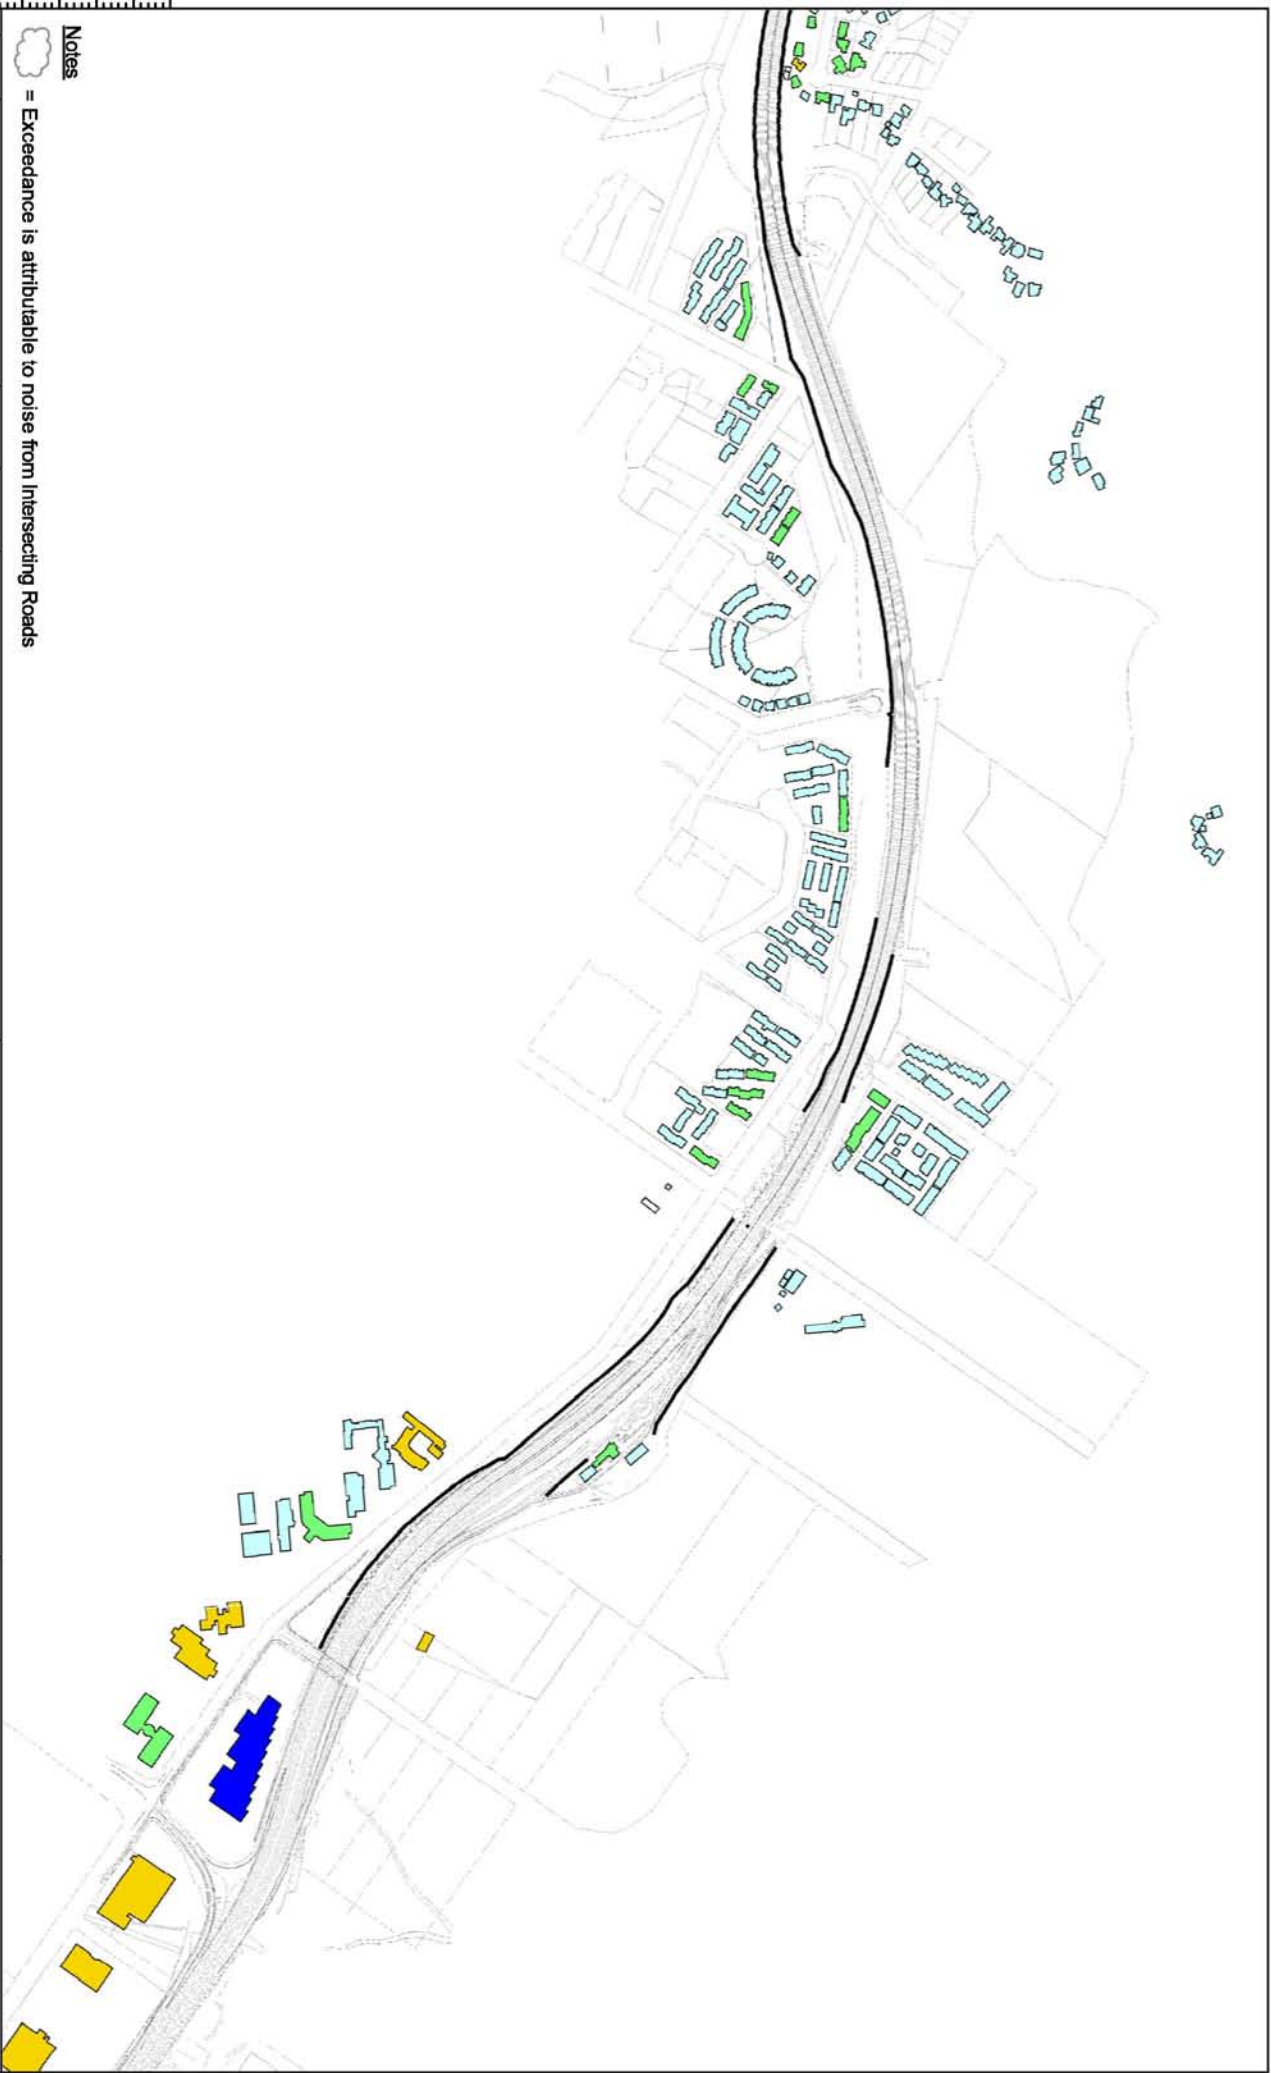 Notes
= Exceedance is attributable to noise from Intersecting Roads